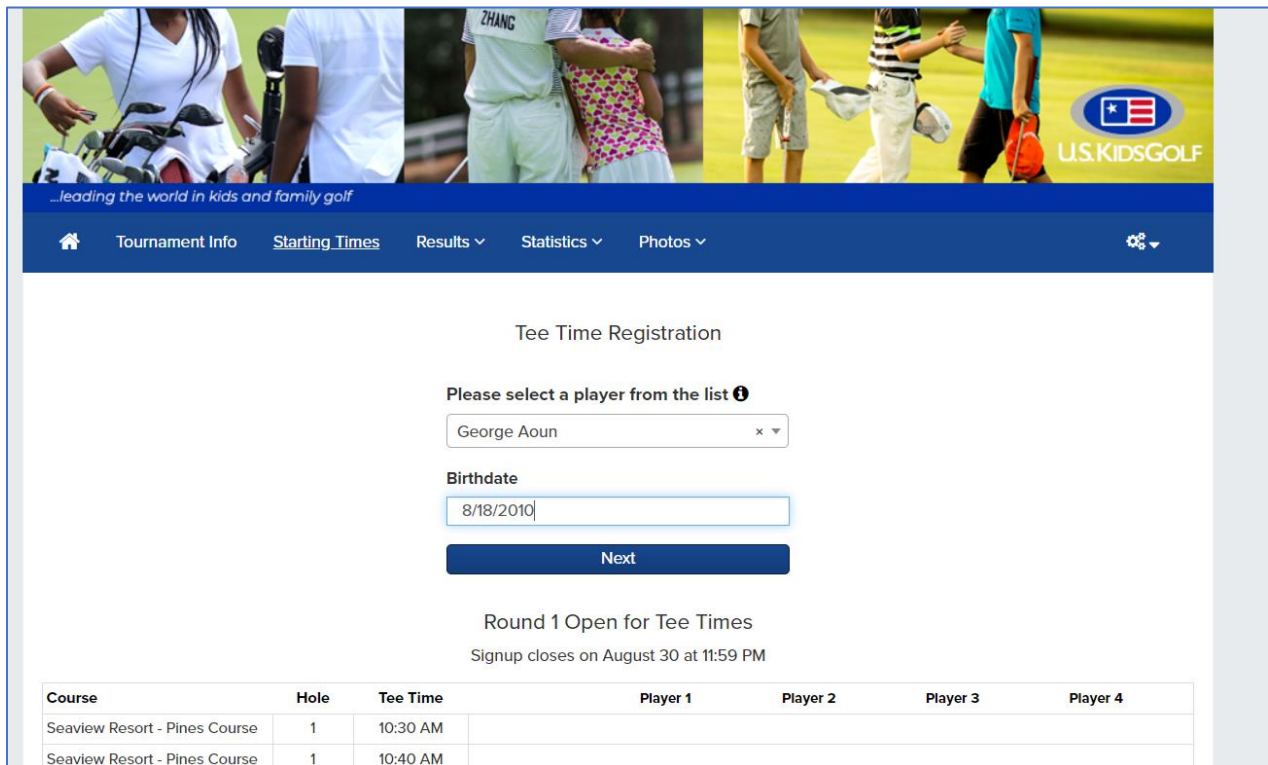 ZHANG
U.S.KIDSGOLF
...leading the world in kids and family golf
Tournament Info Starting Times Results Statistics Photos
Tee Time Registration
Please select a player from the list
George Aoun ×
Birthdate
8/18/2010
Next
Round 1 Open for Tee Times
Signup closes on August 30 at 11:59 PM
Course Hole Tee Time Player 1 Player 2 Player 3 Player 4
Seaview Resort - Pines Course 1 10:30 AM
Seaview Resort - Pines Course 1 10:40 AM